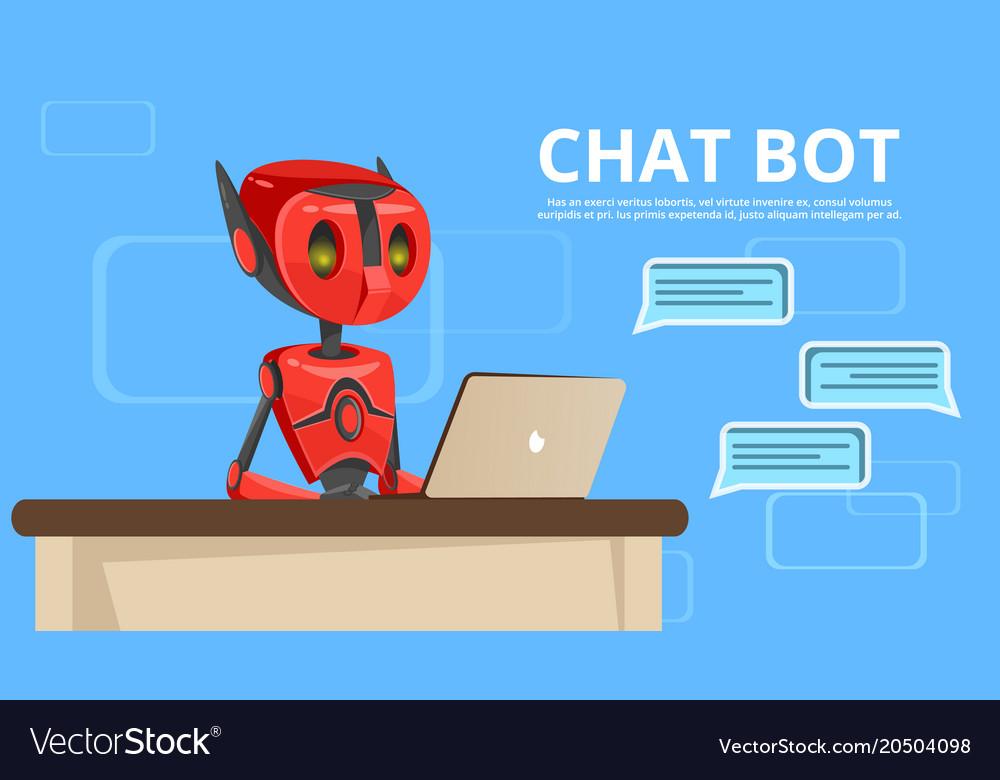 CHAT BOT
Has an exerci veritus lobortis, vel virtute invenire ex, consul volumus
euripidis et pri. Ius primis expetenda id, justo aliquam intellegam per ad.
VectorStock®
VectorStock.com/20504098